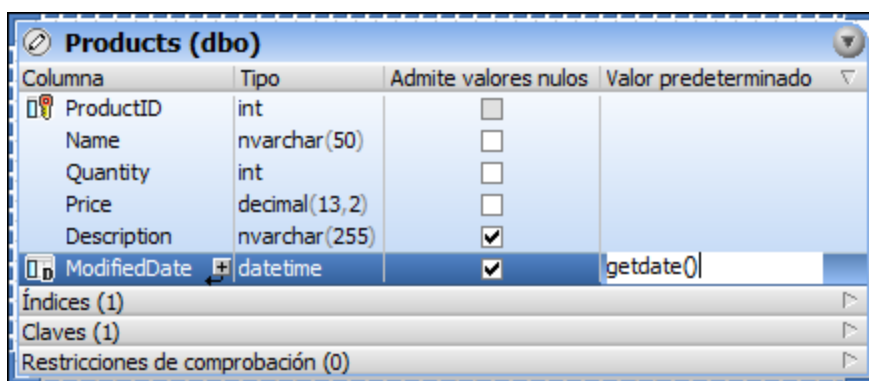 Products (dbo)
Columna Tipo Admite valores nulos Valor predeterminado
ProductID int
Name nvarchar(50)
Quantity int
Price decimal(13,2)
Description nvarchar(255)
D ModifiedDate datetime getdate()
Índices (1)
Claves (1)
Restricciones de comprobación (0)